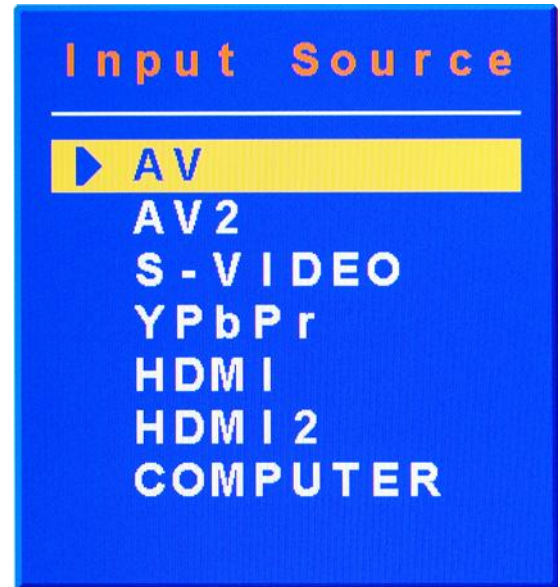 Input Source
AV
AV2
S-VIDEO
YPbPr
HDMI
HDMI2
COMPUTER